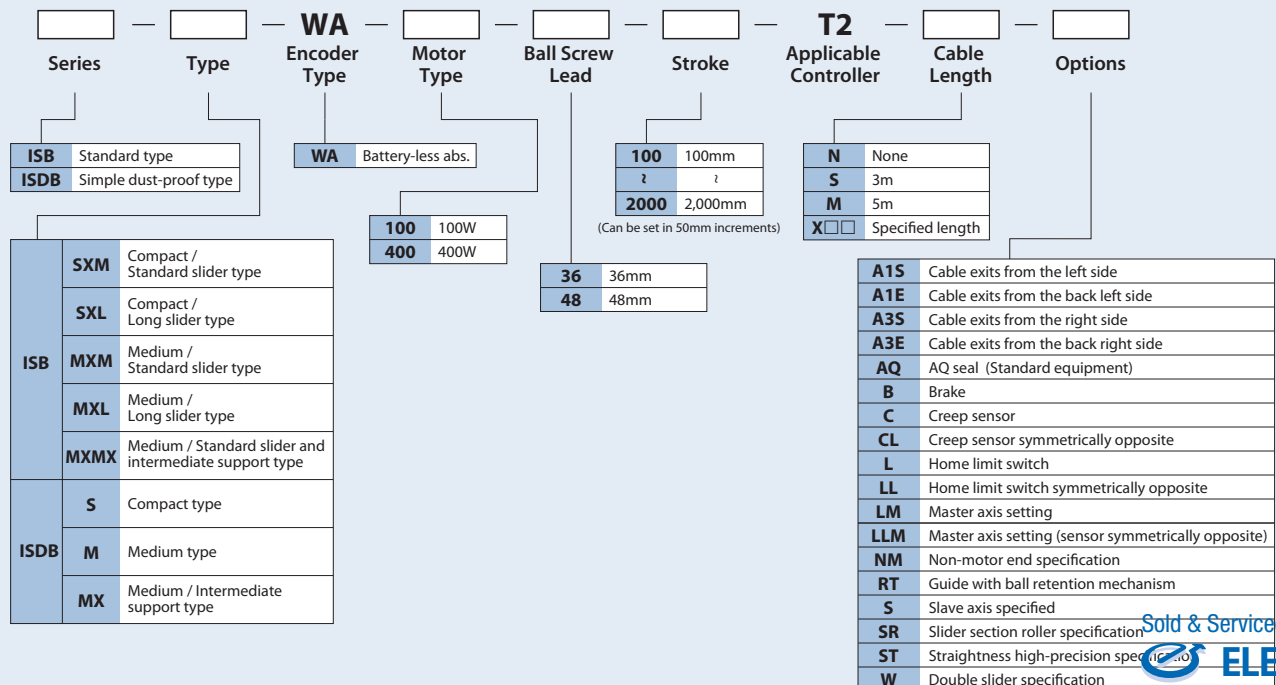 — — WA — — — — T2 — —
Series
Type
Encoder
Type
Motor
Type
Ball Screw
Lead
Stroke
Applicable
Controller
Cable
Length
Options
ISB Standard type
ISDB Simple dust-proof type
WA Battery-less abs.
100 100W
400 400W
36 36mm
48 48mm
100 100mm
≀ ≀
2000 2,000mm
(Can be set in 50mm increments)
N None
S 3m
M 5m
X□□ Specified length
ISB
SXM Compact /
Standard slider type
SXL Compact /
Long slider type
MXM Medium /
Standard slider type
MXL Medium /
Long slider type
MXMX Medium / Standard slider and
intermediate support type
ISDB
S Compact type
M Medium type
MX Medium / Intermediate
support type
A1S Cable exits from the left side
A1E Cable exits from the back left side
A3S Cable exits from the right side
A3E Cable exits from the back right side
AQ AQ seal (Standard equipment)
B Brake
C Creep sensor
CL Creep sensor symmetrically opposite
L Home limit switch
LL Home limit switch symmetrically opposite
LM Master axis setting
LLM Master axis setting (sensor symmetrically opposite)
NM Non-motor end specification
RT Guide with ball retention mechanism
S Slave axis specified
SR Slider section roller specification
ST Straightness high-precision specification
W Double slider specification
Sold & Service
ELE